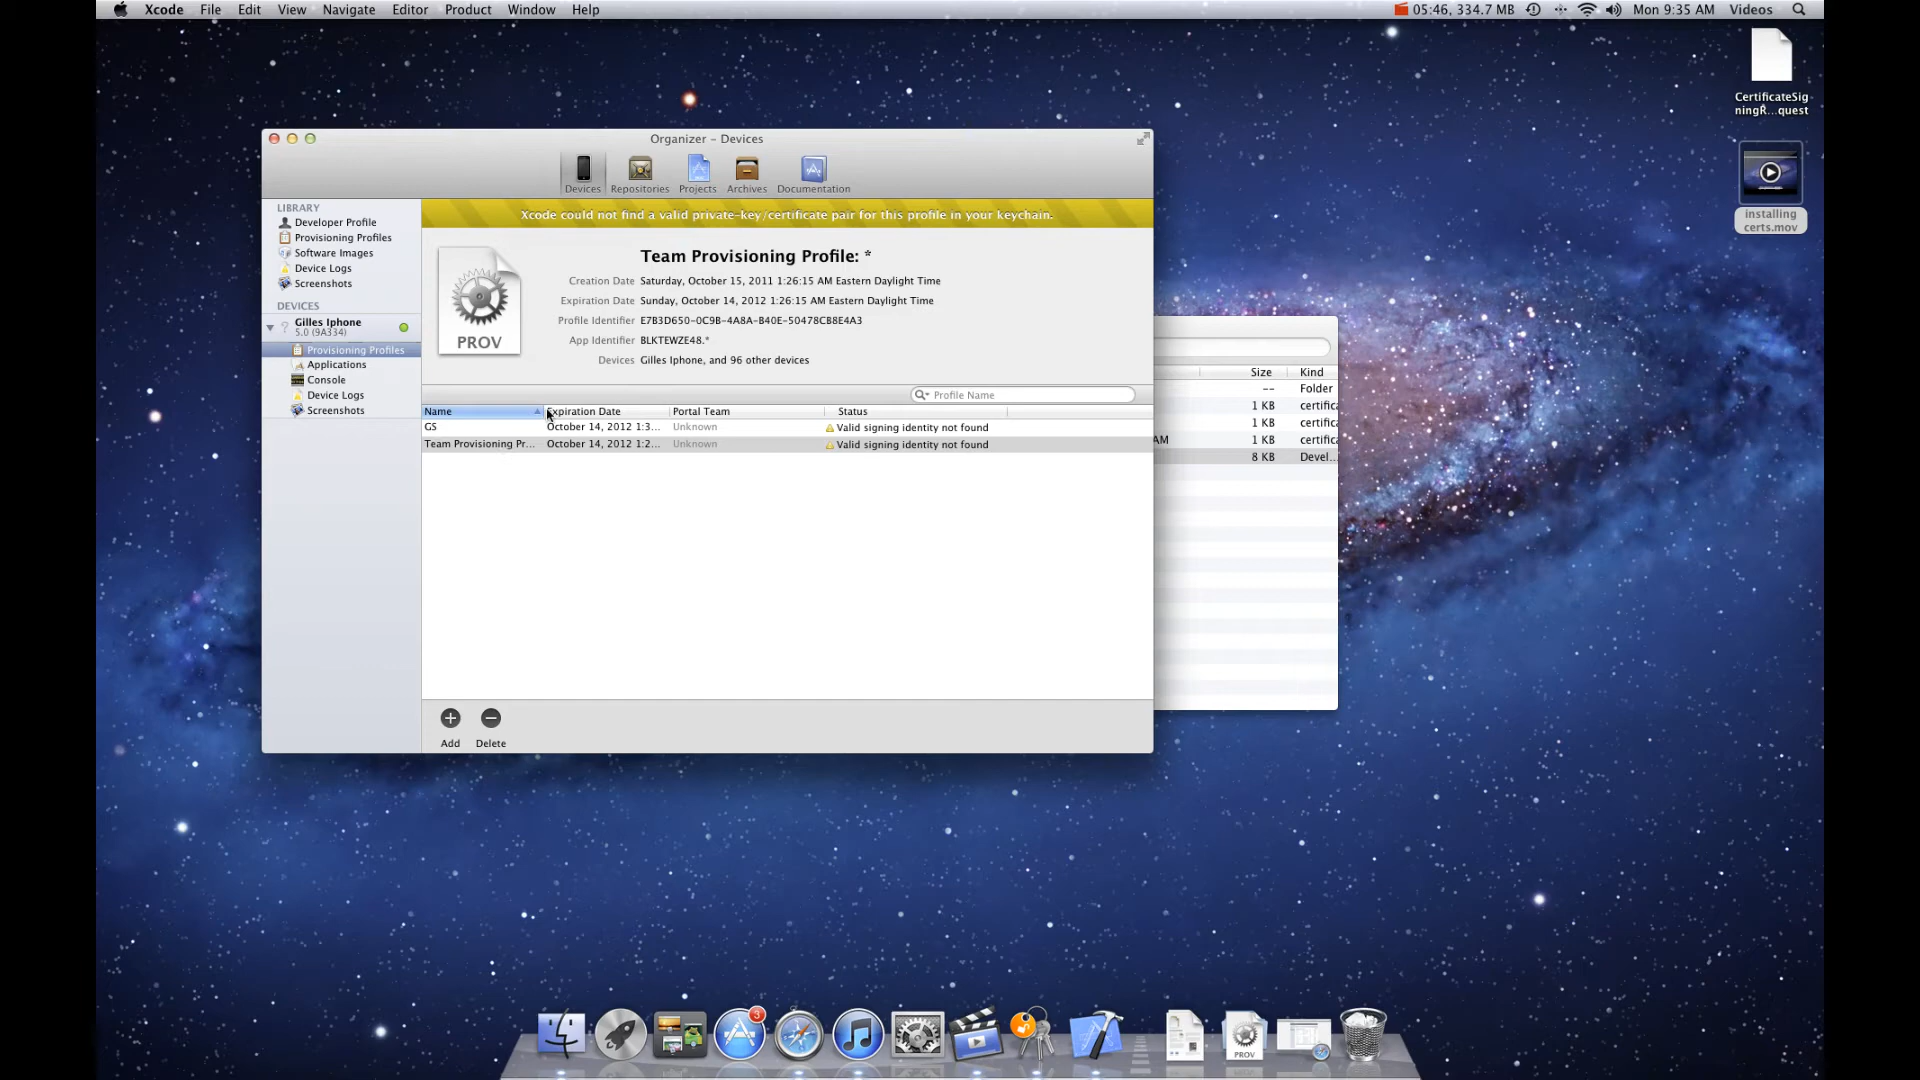 Xcode File Edit View Navigate Editor Product Window Help 05:46, 334.7 MB Mon 9:35 AM Videos
CertificateSig
ningR...quest
installing
certs.mov
Organizer – Devices
Devices Repositories Projects Archives Documentation
LIBRARY
Developer Profile
Provisioning Profiles
Software Images
Device Logs
Screenshots
DEVICES
Gilles Iphone
5.0 (9A334)
Provisioning Profiles
Applications
Console
Device Logs
Screenshots
Xcode could not find a valid private-key/certificate pair for this profile in your keychain.
PROV
Team Provisioning Profile: *
Creation Date Saturday, October 15, 2011 1:26:15 AM Eastern Daylight Time
Expiration Date Sunday, October 14, 2012 1:26:15 AM Eastern Daylight Time
Profile Identifier E7B3D650-0C9B-4A8A-B40E-50478CB8E4A3
App Identifier BLKTEWZE48.*
Devices Gilles Iphone, and 96 other devices
Profile Name
Name Expiration Date Portal Team Status
GS October 14, 2012 1:3... Unknown Valid signing identity not found
Team Provisioning Pr... October 14, 2012 1:2... Unknown Valid signing identity not found
Add Delete
Size Kind
-- Folder
1 KB certifica
1 KB certifica
AM 1 KB certifica
8 KB Devel...
3
PROV